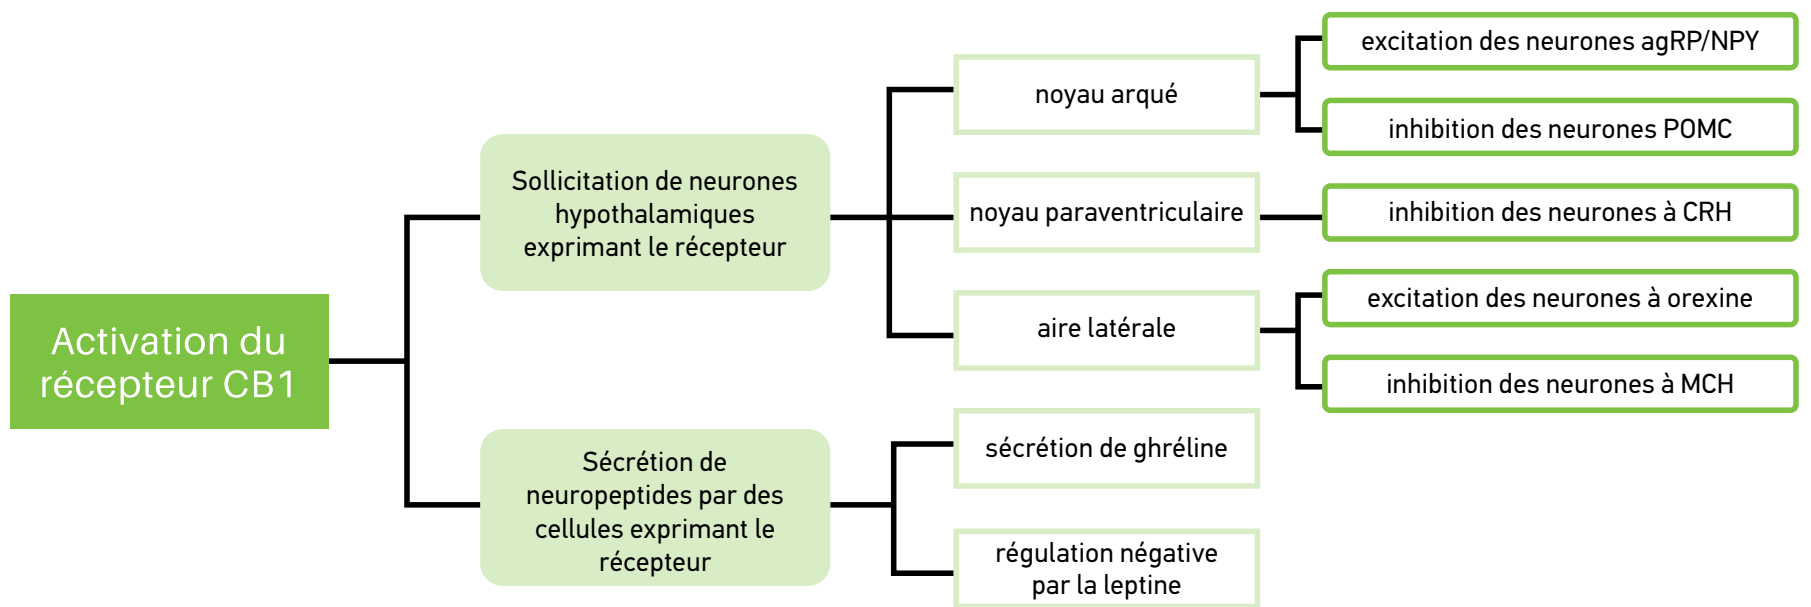 Activation du
récepteur CB1
Sollicitation de neurones
hypothalamiques
exprimant le récepteur
noyau arqué
excitation des neurones agRP/NPY
inhibition des neurones POMC
noyau paraventriculaire
inhibition des neurones à CRH
aire latérale
excitation des neurones à orexine
inhibition des neurones à MCH
Sécrétion de
neuropeptides par des
cellules exprimant le
récepteur
sécrétion de ghréline
régulation négative
par la leptine